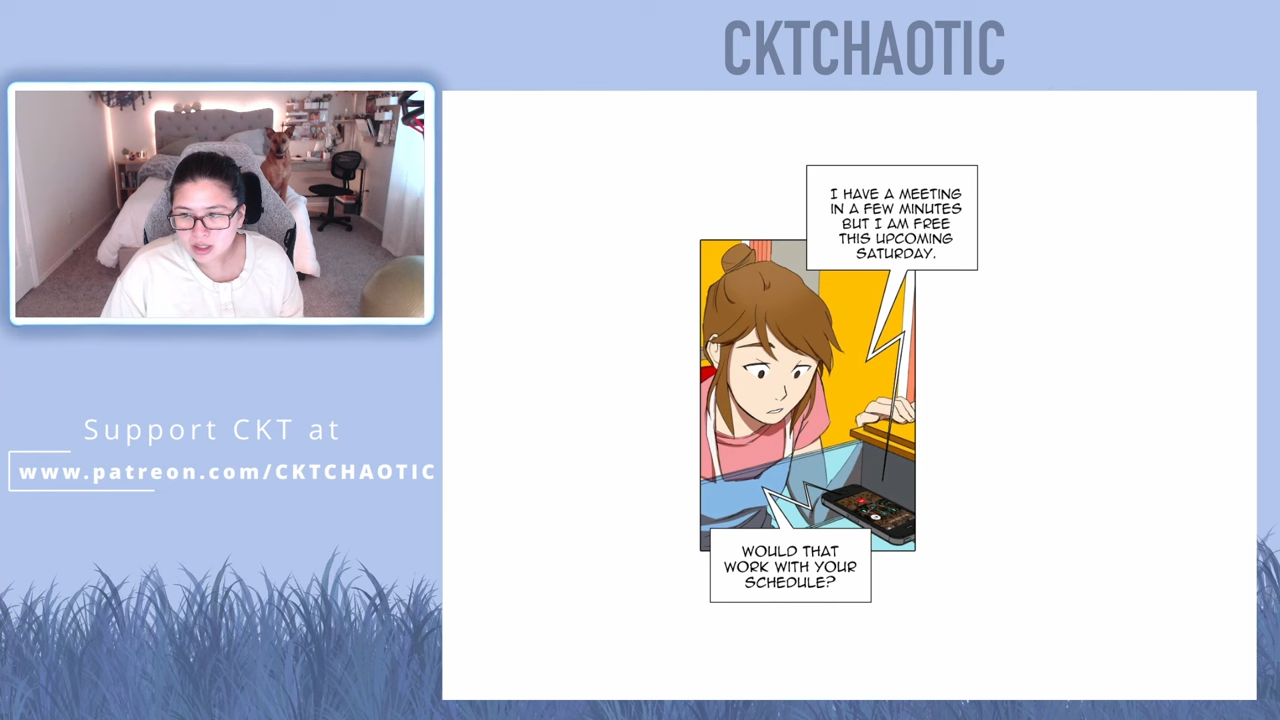 CKTCHAOTIC
I HAVE A MEETING
IN A FEW MINUTES
BUT I AM FREE
THIS UPCOMING
SATURDAY.
WOULD THAT
WORK WITH YOUR
SCHEDULE?
Support CKT at
www.patreon.com/CKTCHAOTIC